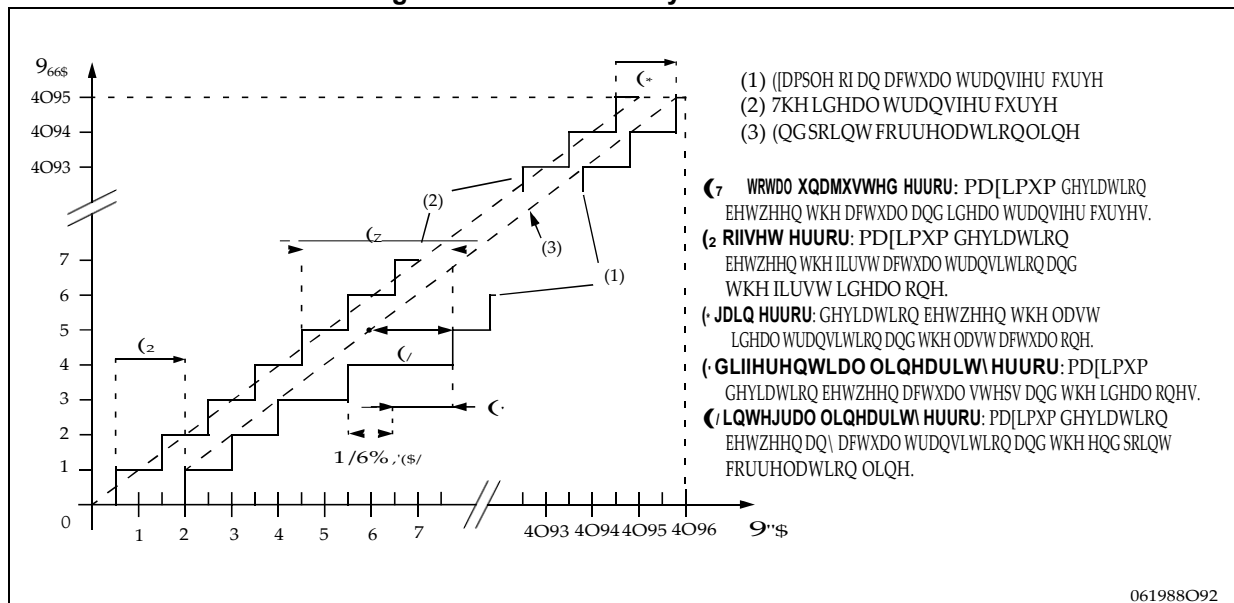 9₆₆$
4O95
4O94
4O93
7
6
5
4
3
2
1
0
1 2 3 4 5 6 7 4O93 4O94 4O95 4O96 9"$
(*
(2)
(Z
(3)
(1)
(2
(/
(·
1/6% ,'($/
(1) ([DPSOH RI DQ DFWXDO WUDQVIHU FXUYH
(2) 7KH LGHDO WUDQVIHU FXUYH
(3) (QG SRLQW FRUUHODWLRQ OLQH
(7 WRWDO XQDMXVWHG HUURU: PD[LPXP GHYLDWLRQ
EHWZHHQ WKH DFWXDO DQG LGHDO WUDQVIHU FXUYHV.
(2 RIIVHW HUURU: PD[LPXP GHYLDWLRQ
EHWZHHQ WKH ILUVW DFWXDO WUDQVLWLRQ DQG
WKH ILUVW LGHDO RQH.
(* JDLQ HUURU: GHYLDWLRQ EHWZHHQ WKH ODVW
LGHDO WUDQVLWLRQ DQG WKH ODVW DFWXDO RQH.
(· GLIIHUHQWLDO OLQHDULW\ HUURU: PD[LPXP
GHYLDWLRQ EHWZHHQ DFWXDO VWHSV DQG WKH LGHDO RQHV.
(/ LQWHJUDO OLQHDULW\ HUURU: PD[LPXP GHYLDWLRQ
EHWZHHQ DQ\ DFWXDO WUDQVLWLRQ DQG WKH HQG SRLQW
FRUUHODWLRQ OLQH.
061988O92